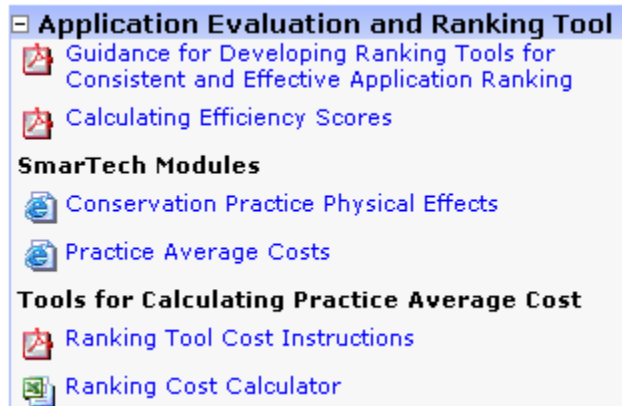 Application Evaluation and Ranking Tool
Guidance for Developing Ranking Tools for
Consistent and Effective Application Ranking
Calculating Efficiency Scores
SmarTech Modules
Conservation Practice Physical Effects
Practice Average Costs
Tools for Calculating Practice Average Cost
Ranking Tool Cost Instructions
Ranking Cost Calculator